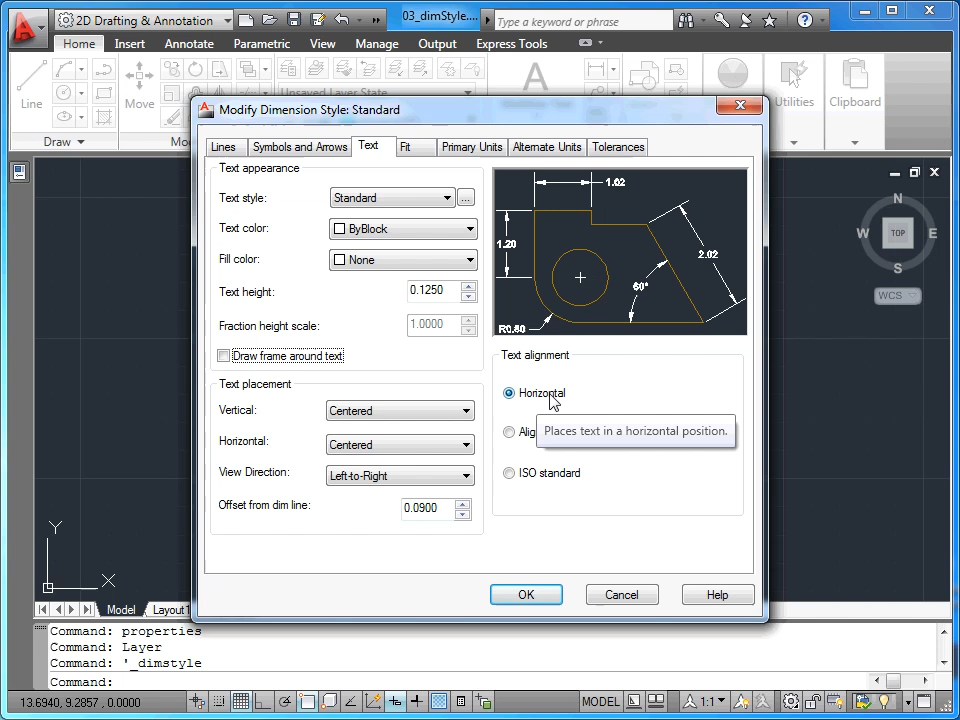 2D Drafting & Annotation
03_dimStyle....
Type a keyword or phrase
Home
Insert
Annotate
Parametric
View
Manage
Output
Express Tools
Line
Move
Unsaved Layer State
Utilities
Clipboard
Draw
Modify Dimension Style: Standard
Lines
Symbols and Arrows
Text
Fit
Primary Units
Alternate Units
Tolerances
Text appearance
Text style:
Standard
...
Text color:
ByBlock
Fill color:
None
Text height:
0.1250
Fraction height scale:
1.0000
Draw frame around text
Text placement
Vertical:
Centered
Horizontal:
Centered
View Direction:
Left-to-Right
Offset from dim line:
0.0900
1.02
1.20
2.02
60°
R0.80
Text alignment
Horizontal
Places text in a horizontal position.
ISO standard
OK
Cancel
Help
N
W
TOP
E
S
WCS
Y
X
Model
Layout1
Command: properties
Command: Layer
Command: '_dimstyle
Command:
13.6940, 9.2857 , 0.0000
MODEL
1:1